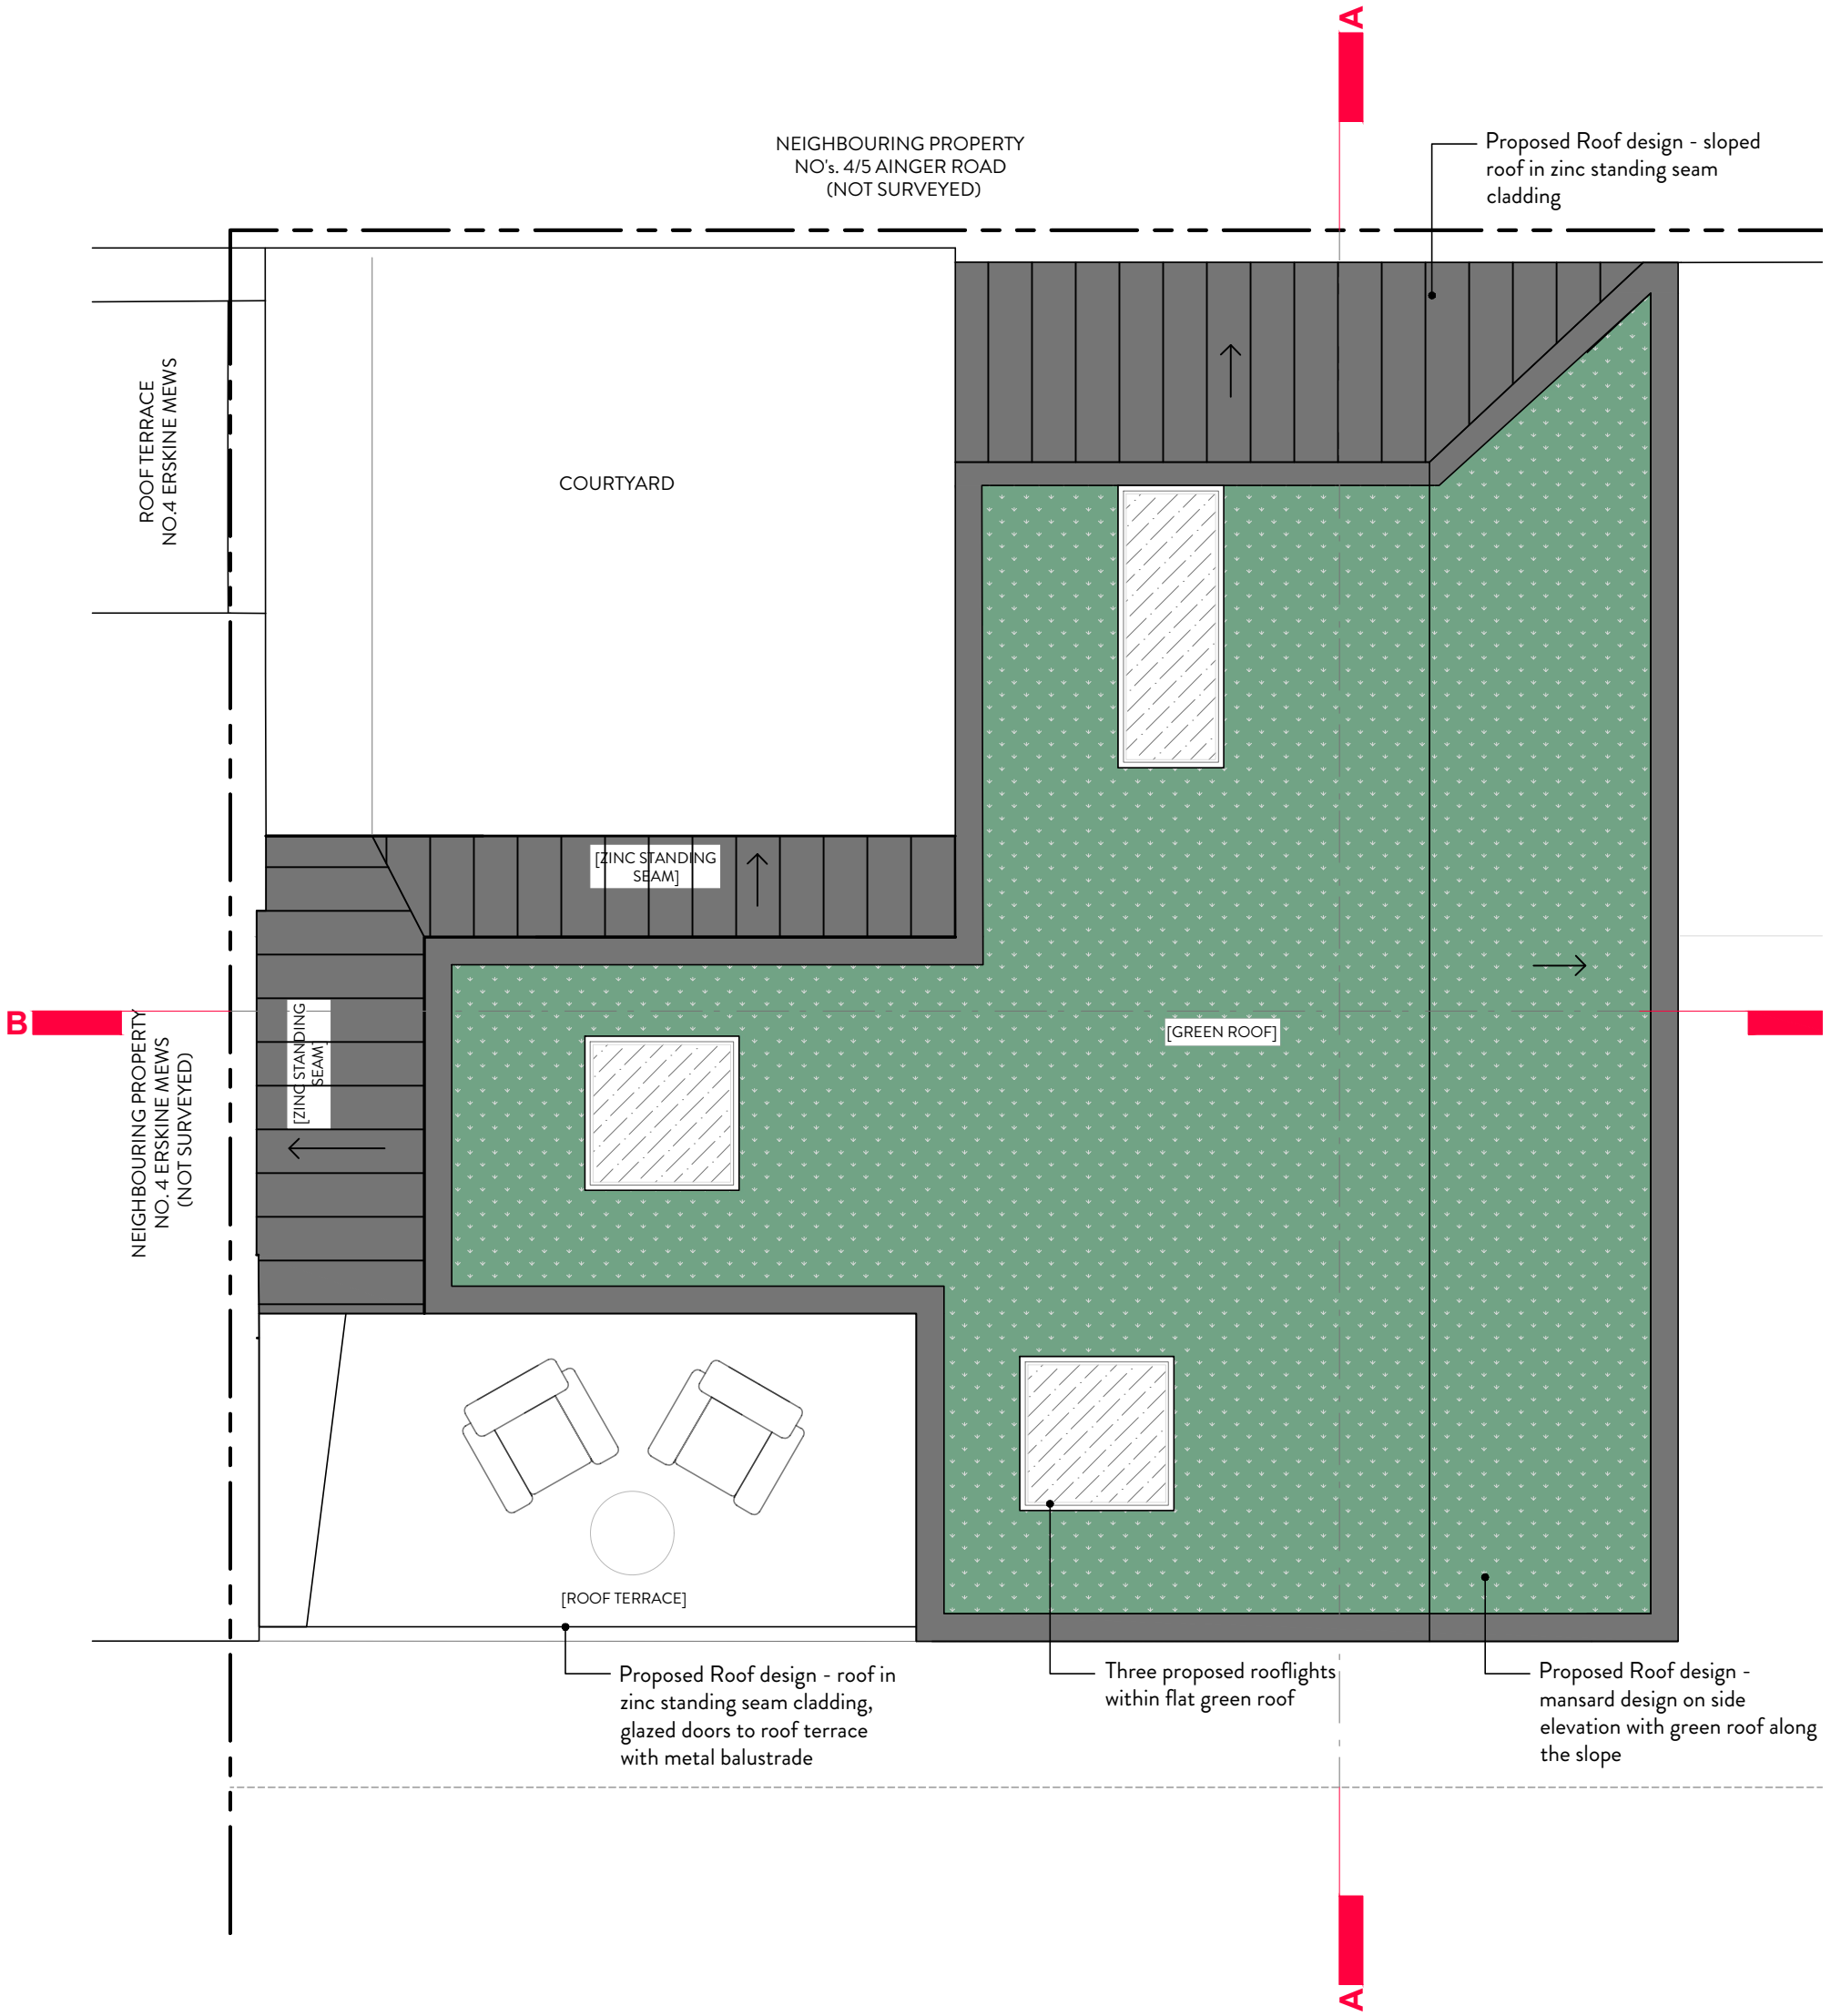 A
NEIGHBOURING PROPERTY
NO's. 4/5 AINGER ROAD
(NOT SURVEYED)
Proposed Roof design - sloped
roof in zinc standing seam
cladding
ROOF TERRACE
NO.4 ERSKINE MEWS
COURTYARD
[ZINC STANDING
SEAM]
B
NEIGHBOURING PROPERTY
NO. 4 ERSKINE MEWS
(NOT SURVEYED)
[ZINC STANDING
SEAM]
[GREEN ROOF]
[ROOF TERRACE]
Proposed Roof design - roof in
zinc standing seam cladding,
glazed doors to roof terrace
with metal balustrade
Three proposed rooflights
within flat green roof
Proposed Roof design -
mansard design on side
elevation with green roof along
the slope
A